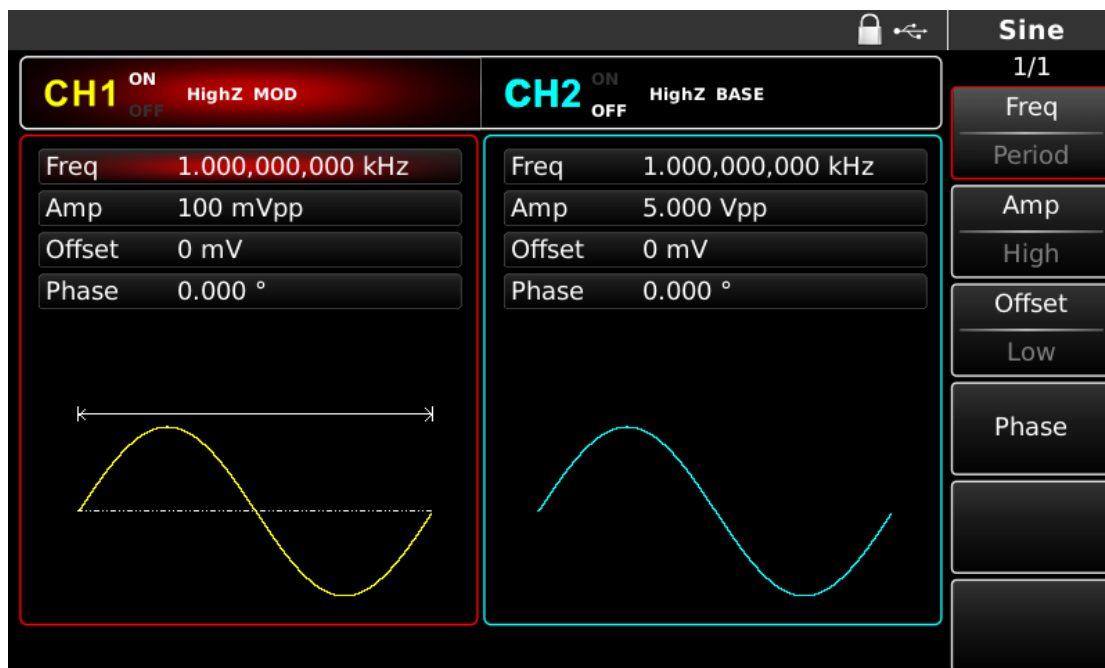 Sine
1/1
CH1 ON OFF HighZ MOD
CH2 ON OFF HighZ BASE
Freq 1.000,000,000 kHz
Amp 100 mVpp
Offset 0 mV
Phase 0.000 °
Freq 1.000,000,000 kHz
Amp 5.000 Vpp
Offset 0 mV
Phase 0.000 °
Freq
Period
Amp
High
Offset
Low
Phase